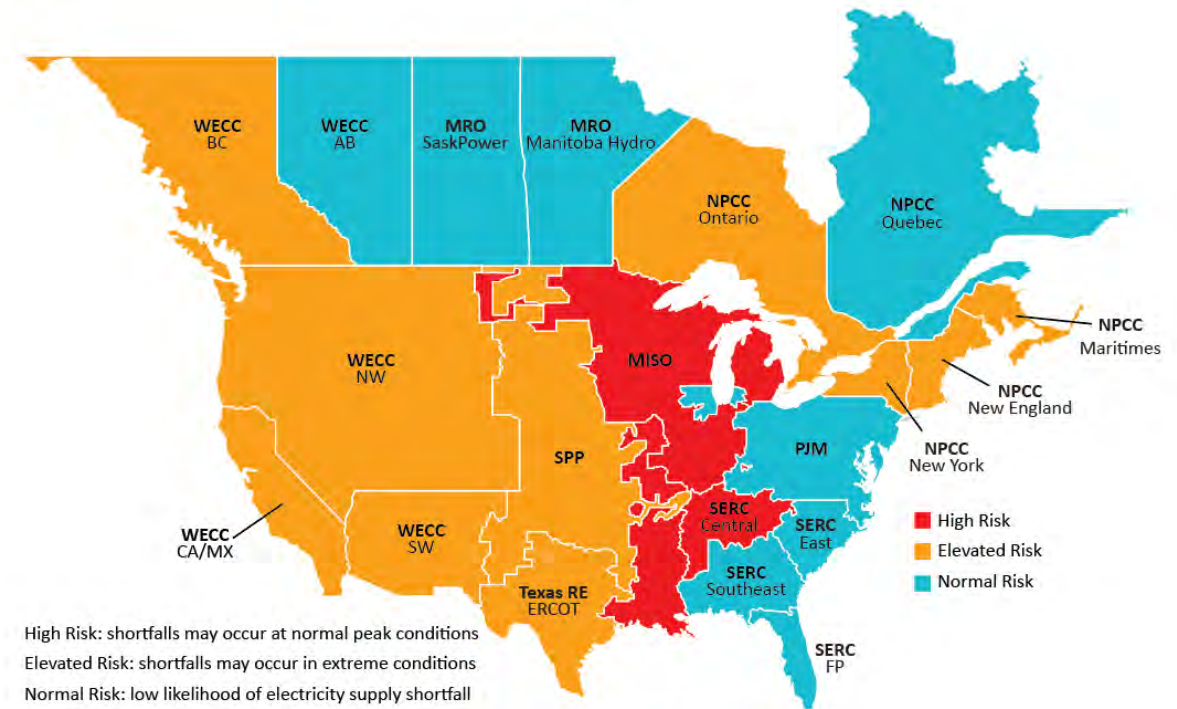 WECC
BC
WECC
AB
MRO
SaskPower
MRO
Manitoba Hydro
NPCC
Ontario
NPCC
Quebec
NPCC
Maritimes
NPCC
New England
NPCC
New York
WECC
NW
MISO
SPP
PJM
WECC
CA/MX
WECC
SW
SERC
Central
SERC
East
SERC
Southeast
Texas RE
ERCOT
SERC
FP
High Risk
Elevated Risk
Normal Risk
High Risk: shortfalls may occur at normal peak conditions
Elevated Risk: shortfalls may occur in extreme conditions
Normal Risk: low likelihood of electricity supply shortfall